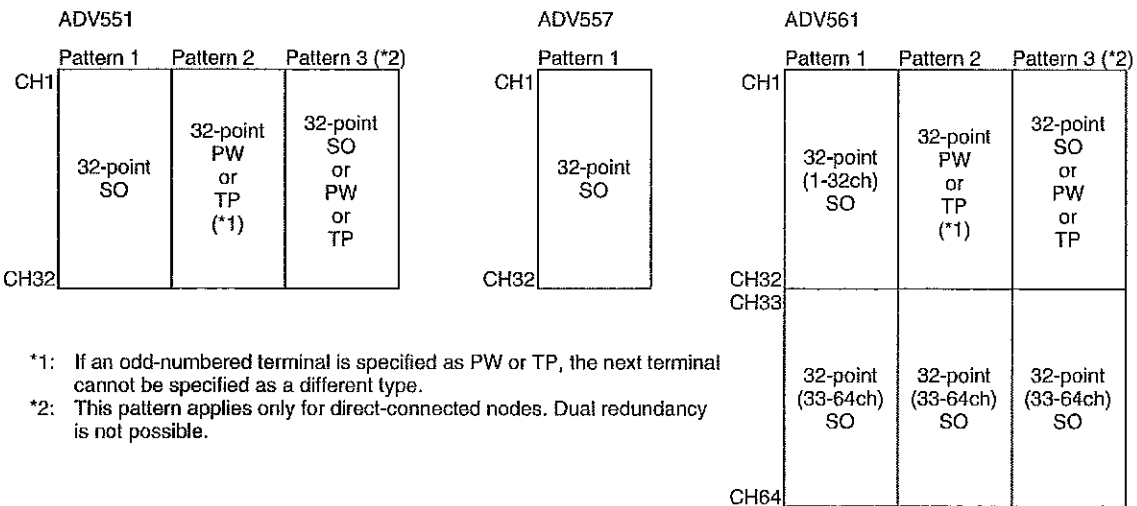 ADV551
Pattern 1 Pattern 2 Pattern 3 (*2)
CH1
32-point
SO
32-point
PW
or
TP
(*1)
32-point
SO
or
PW
or
TP
CH32
ADV557
Pattern 1
CH1
32-point
SO
CH32
ADV561
Pattern 1 Pattern 2 Pattern 3 (*2)
CH1
32-point
(1-32ch)
SO
32-point
PW
or
TP
(*1)
32-point
SO
or
PW
or
TP
CH32
CH33
32-point
(33-64ch)
SO
32-point
(33-64ch)
SO
32-point
(33-64ch)
SO
CH64
*1: If an odd-numbered terminal is specified as PW or TP, the next terminal
cannot be specified as a different type.
*2: This pattern applies only for direct-connected nodes. Dual redundancy
is not possible.